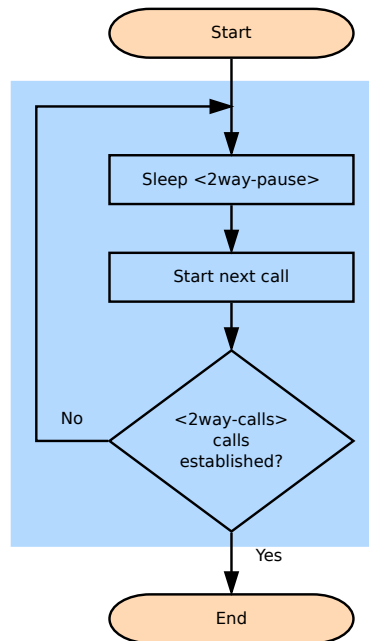 Start
Sleep <2way-pause>
Start next call
<2way-calls>
calls
established?
No
Yes
End